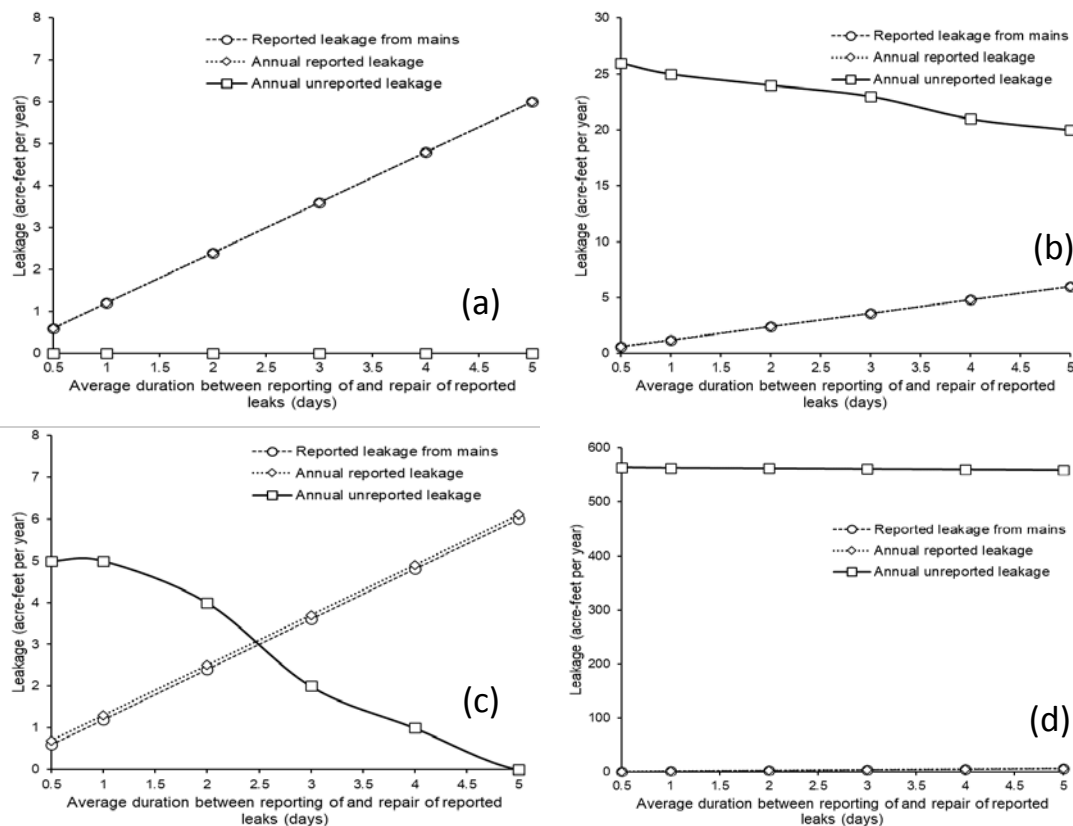 8
7
6
5
4
3
2
1
0
Leakage (acre-feet per year)
Reported leakage from mains
Annual reported leakage
Annual unreported leakage
(a)
0.5 1 1.5 2 2.5 3 3.5 4 4.5 5
Average duration between reporting of and repair of reported
leaks (days)
30
25
20
15
10
5
0
Leakage (acre-feet per year)
Reported leakage from mains
Annual reported leakage
Annual unreported leakage
(b)
0.5 1 1.5 2 2.5 3 3.5 4 4.5 5
Average duration between reporting of and repair of reported
leaks (days)
8
7
6
5
4
3
2
1
0
Leakage (acre-feet per year)
Reported leakage from mains
Annual reported leakage
Annual unreported leakage
(c)
0.5 1 1.5 2 2.5 3 3.5 4 4.5 5
Average duration between reporting of and repair of reported
leaks (days)
600
500
400
300
200
100
0
Leakage (acre-feet per year)
Reported leakage from mains
Annual reported leakage
Annual unreported leakage
(d)
0.5 1 1.5 2 2.5 3 3.5 4 4.5 5
Average duration between reporting of and repair of reported
leaks (days)